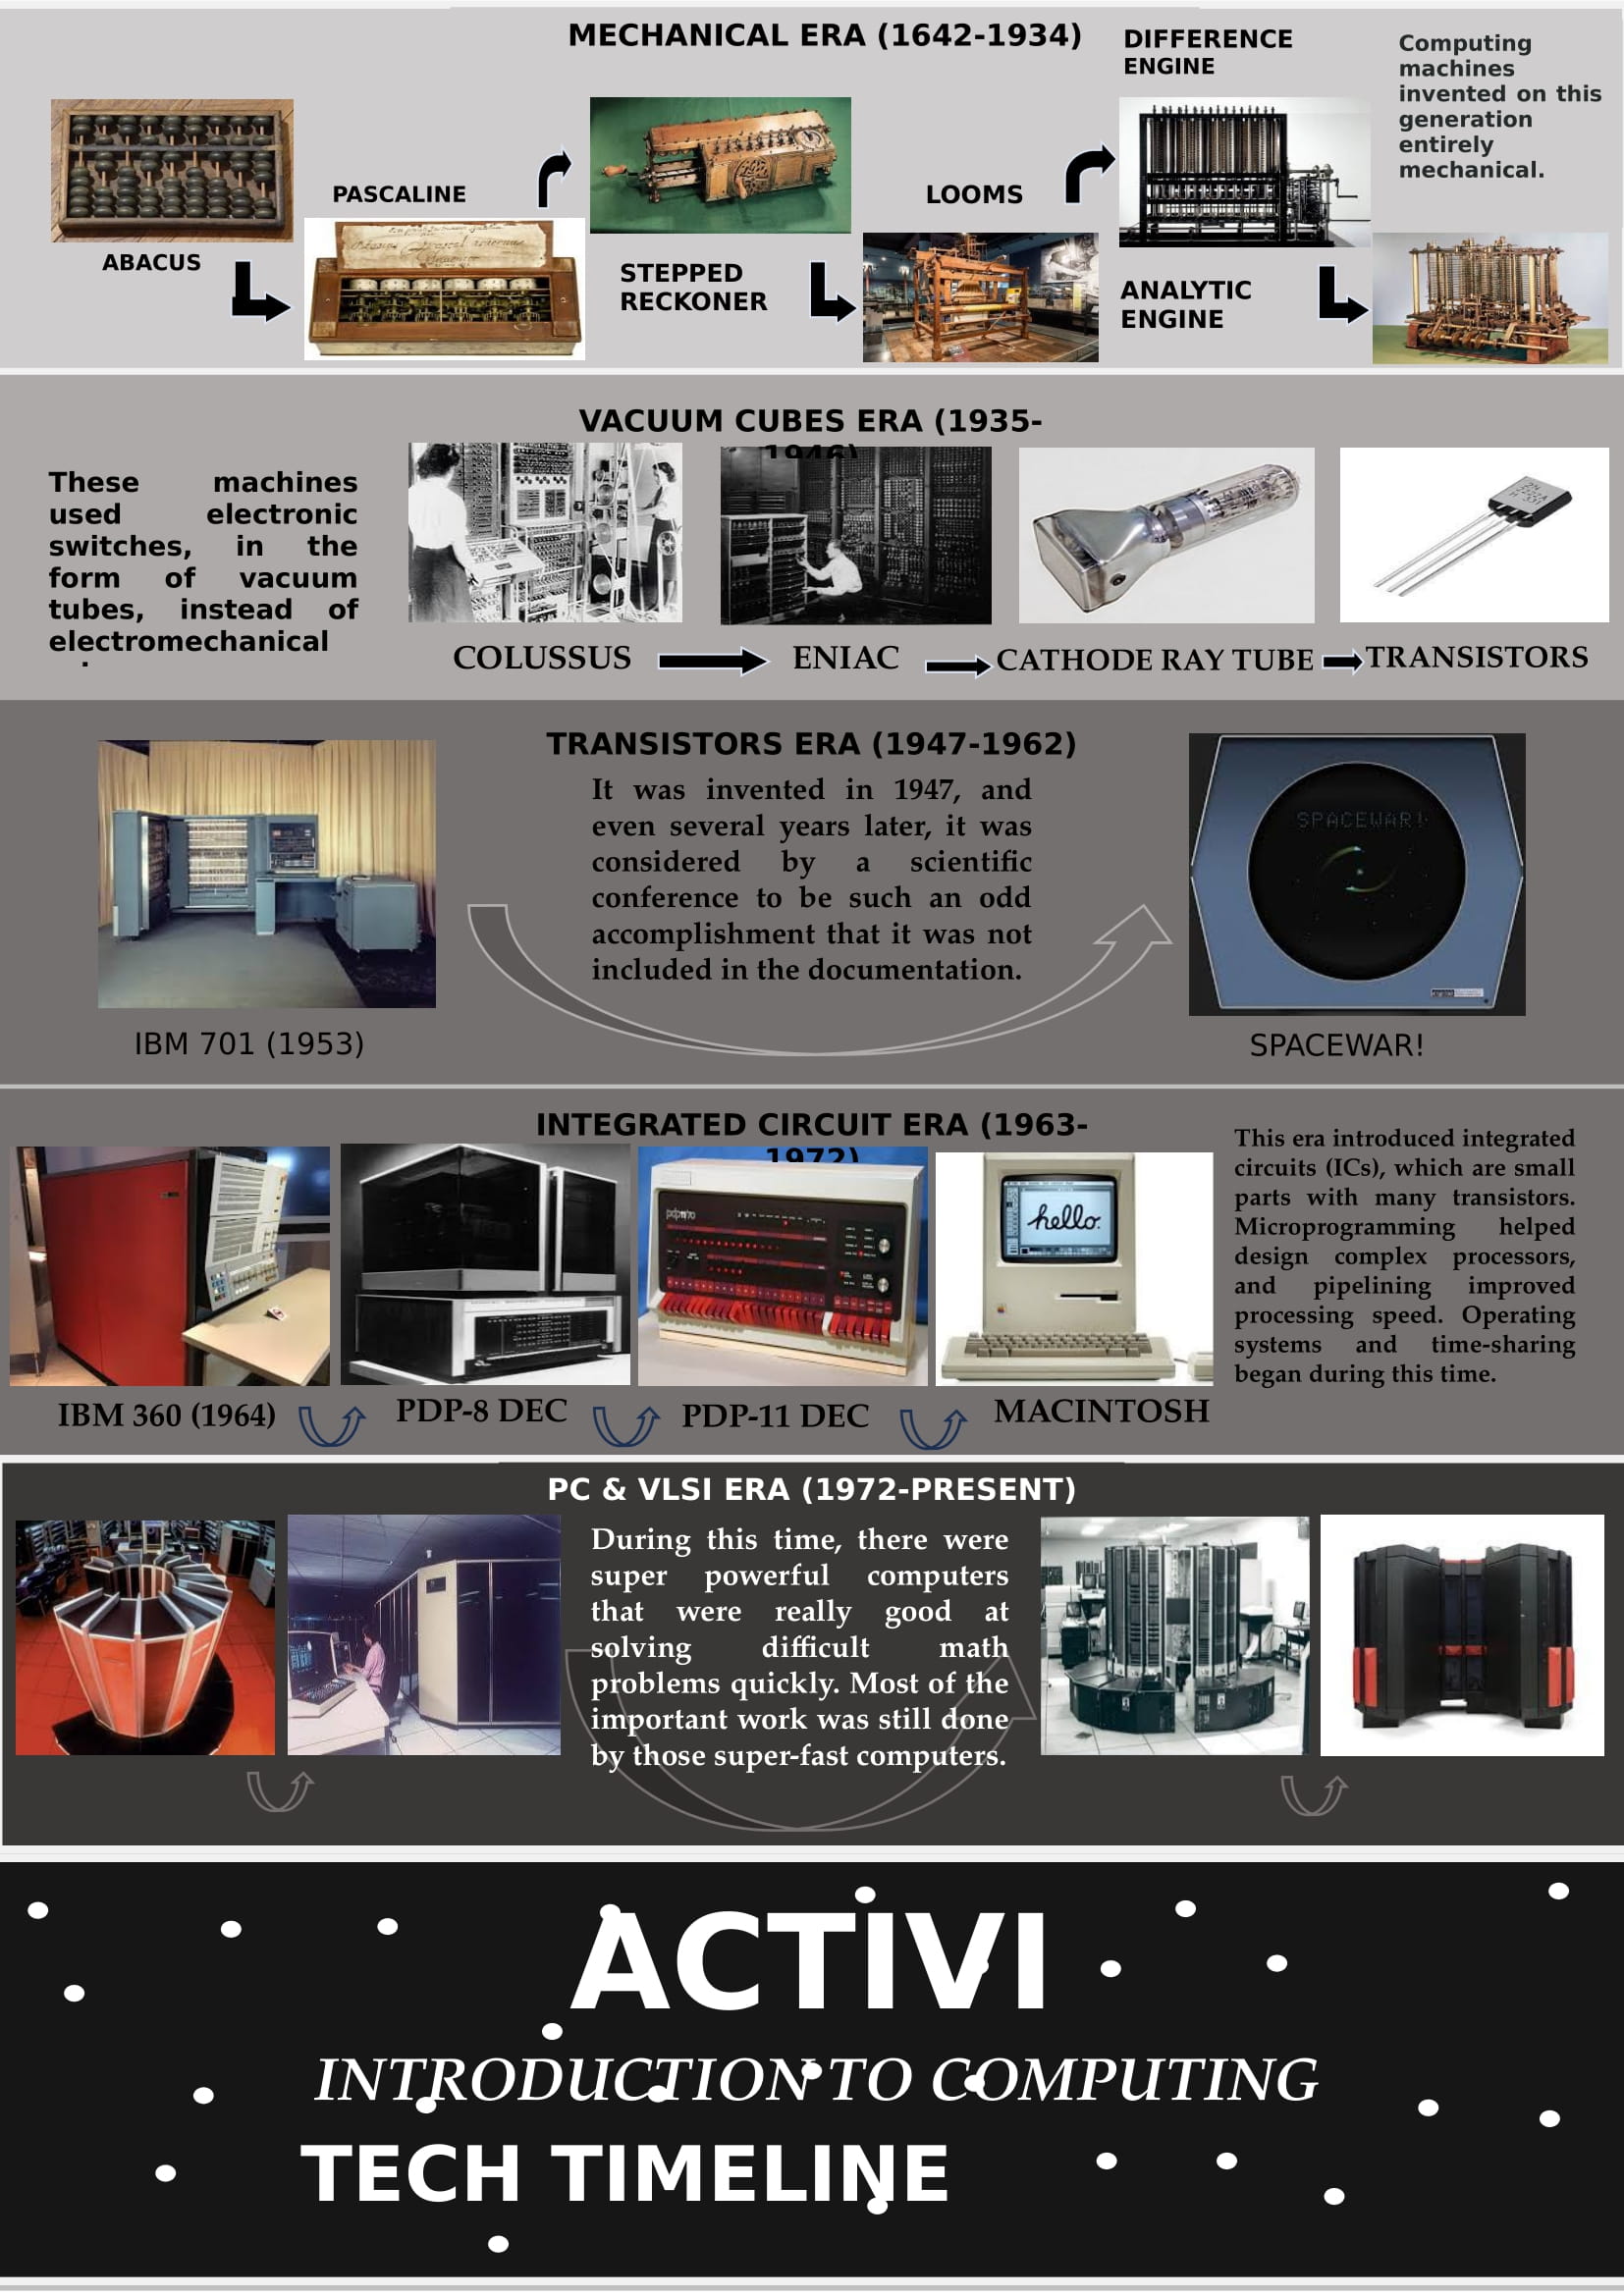 MECHANICAL ERA (1642-1934)
DIFFERENCE
ENGINE
Computing
machines
invented on this
generation
entirely
mechanical.
ABACUS
PASCALINE
STEPPED
RECKONER
LOOMS
ANALYTIC
ENGINE
VACUUM CUBES ERA (1935-
1946)
These machines
used electronic
switches, in the
form of vacuum
tubes, instead of
electromechanical
COLUSSUS
ENIAC
CATHODE RAY TUBE
TRANSISTORS
TRANSISTORS ERA (1947-1962)
It was invented in 1947, and
even several years later, it was
considered by a scientific
conference to be such an odd
accomplishment that it was not
included in the documentation.
SPACEWAR!
IBM 701 (1953)
SPACEWAR!
INTEGRATED CIRCUIT ERA (1963-
1972)
This era introduced integrated
circuits (ICs), which are small
parts with many transistors.
Microprogramming helped
design complex processors,
and pipelining improved
processing speed. Operating
systems and time-sharing
began during this time.
hello.
IBM 360 (1964)
PDP-8 DEC
PDP-11 DEC
MACINTOSH
PC & VLSI ERA (1972-PRESENT)
During this time, there were
super powerful computers
that were really good at
solving difficult math
problems quickly. Most of the
important work was still done
by those super-fast computers.
ACTIVI
INTRODUCTION TO COMPUTING
TECH TIMELINE